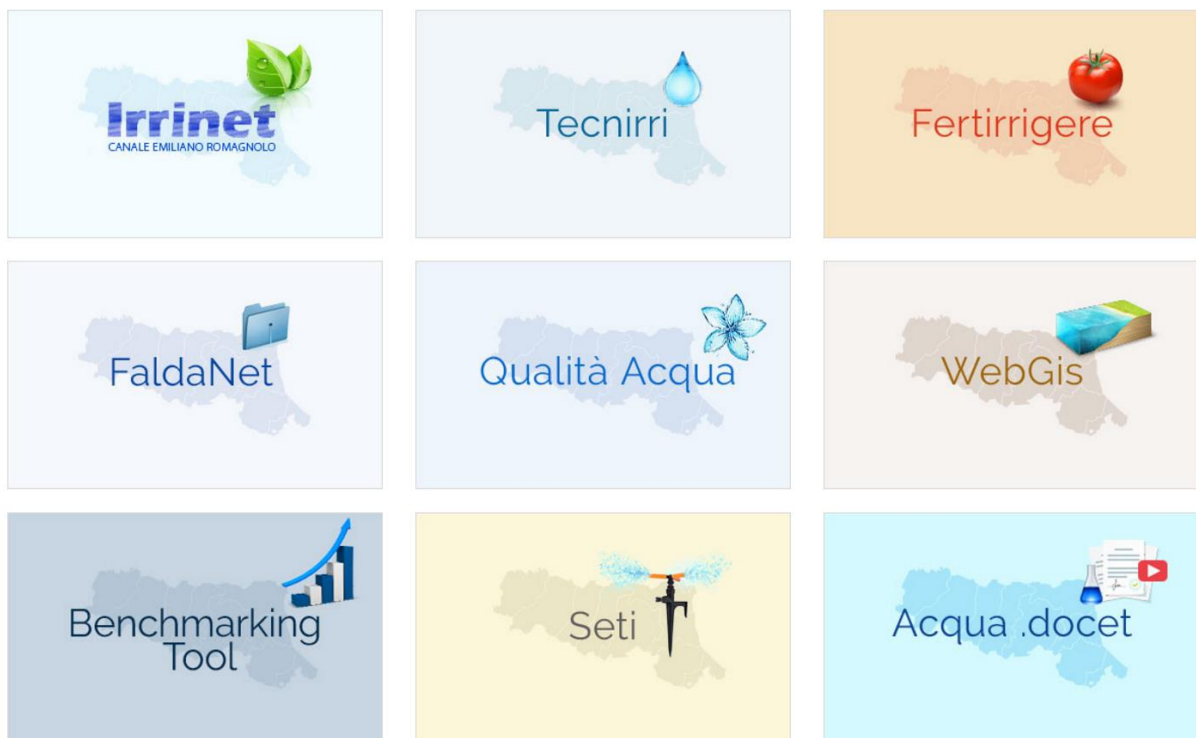 Irrinet
CANALE EMILIANO ROMAGNOLO
Tecnirri
Fertirrigere
FaldaNet
Qualità Acqua
WebGis
Benchmarking
Tool
Seti
Acqua .docet